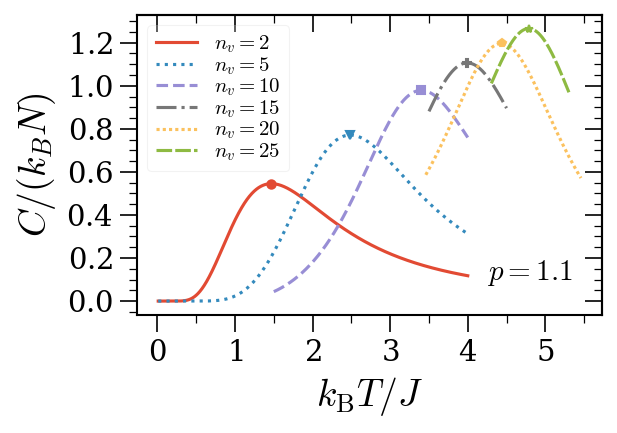 n_v = 2
n_v = 5
n_v = 10
n_v = 15
n_v = 20
n_v = 25
C/(k_B N)
1.2
1.0
0.8
0.6
0.4
0.2
0.0
p = 1.1
0 1 2 3 4 5
k_B T/J